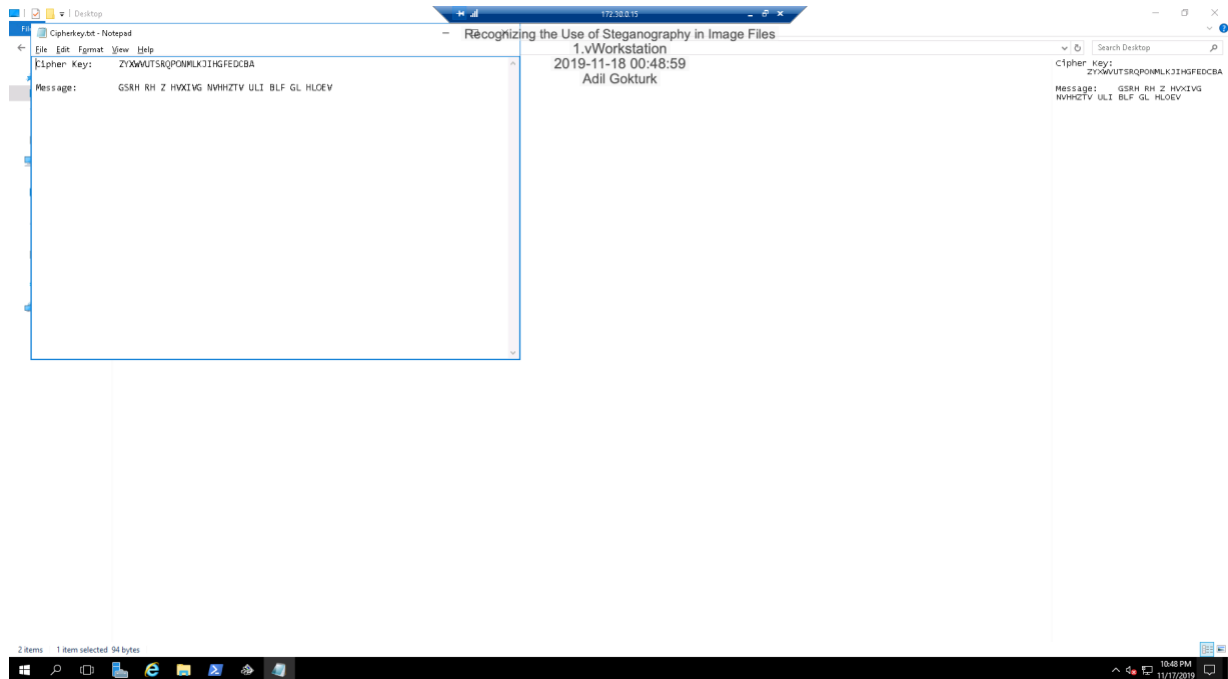 Desktop
172.30.0.15
Cipherkey.txt - Notepad
Recognizing the Use of Steganography in Image Files
1.vWorkstation
2019-11-18 00:48:59
Adil Gokturk
File Edit Format View Help
Search Desktop
Cipher Key: ZYXWVUTSRQPONMLKJIHGFEDCBA
Message: GSRH RH Z HVXIVG NVHHZTV ULI BLF GL HLOEV
Cipher Key:
ZYXWVUTSRQPONMLKJIHGFEDCBA
Message: GSRH RH Z HVXIVG
NVHHZTV ULI BLF GL HLOEV
2 items 1 item selected 94 bytes
10:48 PM
11/17/2019